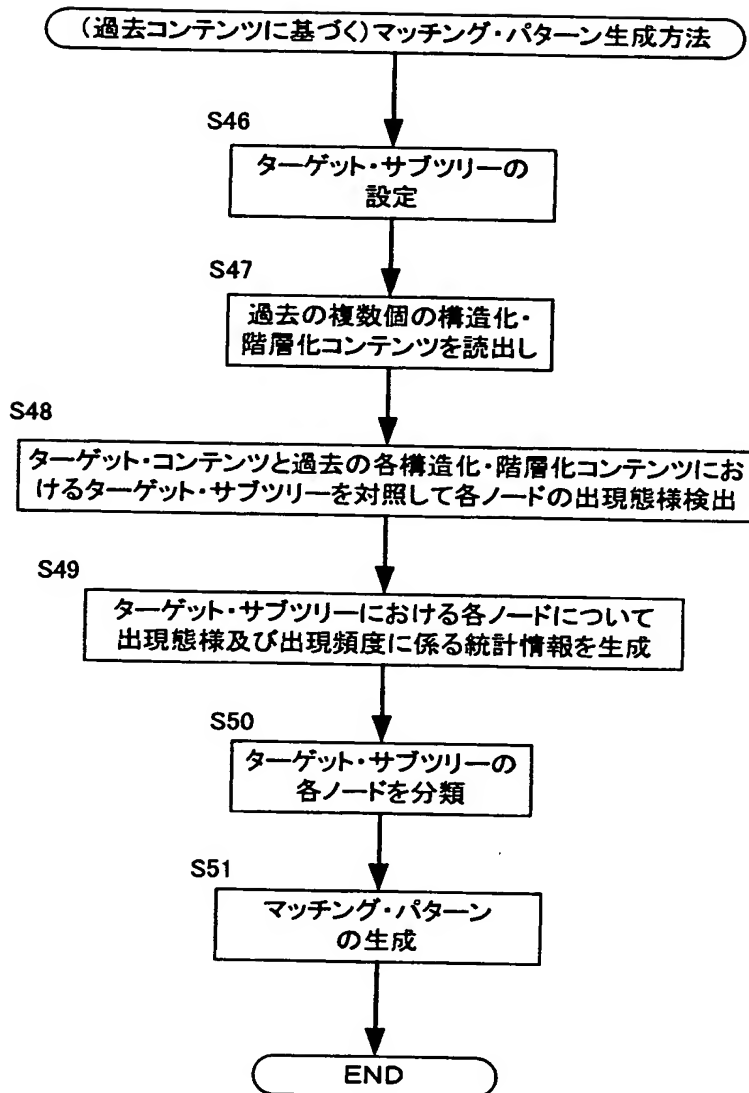 (過去コンテンツに基づく)マッチング・パターン生成方法
S46
ターゲット・サブツリーの
設定
S47
過去の複数個の構造化・
階層化コンテンツを読出し
S48
ターゲット・コンテンツと過去の各構造化・階層化コンテンツにお
けるターゲット・サブツリーを対照して各ノードの出現態様検出
S49
ターゲット・サブツリーにおける各ノードについて
出現態様及び出現頻度に係る統計情報を生成
S50
ターゲット・サブツリーの
各ノードを分類
S51
マッチング・パターン
の生成
END